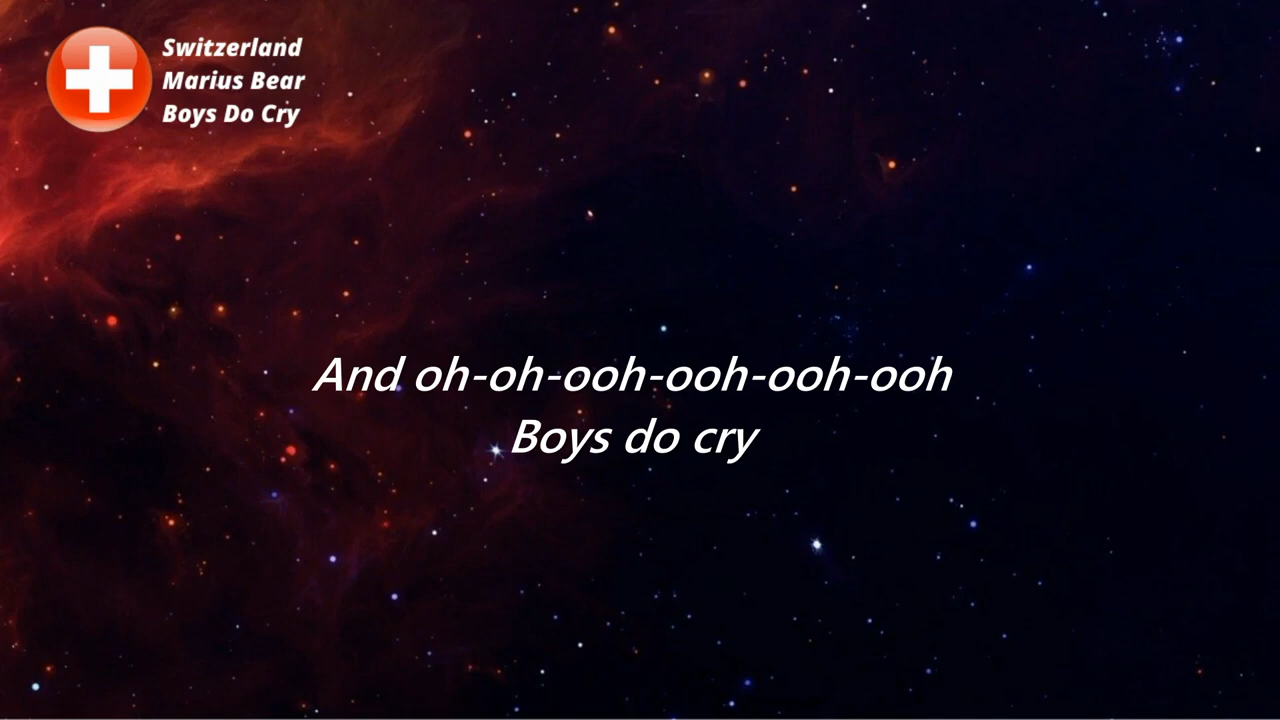 Switzerland
Marius Bear
Boys Do Cry
And oh-oh-ooh-ooh-ooh-ooh
Boys do cry